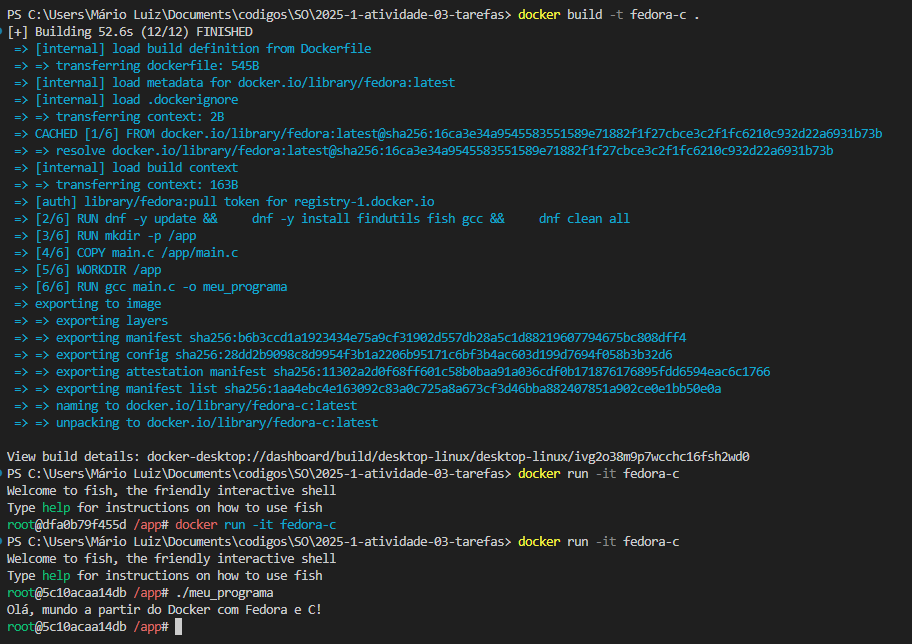 PS C:\Users\Mário Luiz\Documents\codigos\SO\2025-1-atividade-03-tarefas> docker build -t fedora-c .
[+] Building 52.6s (12/12) FINISHED
=> [internal] load build definition from Dockerfile
=> => transferring dockerfile: 545B
=> [internal] load metadata for docker.io/library/fedora:latest
=> [internal] load .dockerignore
=> => transferring context: 2B
=> CACHED [1/6] FROM docker.io/library/fedora:latest@sha256:16ca3e34a9545583551589e71882f1f27cbce3c2f1fc6210c932d22a6931b73b
=> => resolve docker.io/library/fedora:latest@sha256:16ca3e34a9545583551589e71882f1f27cbce3c2f1fc6210c932d22a6931b73b
=> [internal] load build context
=> => transferring context: 163B
=> [auth] library/fedora:pull token for registry-1.docker.io
=> [2/6] RUN dnf -y update &&     dnf -y install findutils fish gcc &&     dnf clean all
=> [3/6] RUN mkdir -p /app
=> [4/6] COPY main.c /app/main.c
=> [5/6] WORKDIR /app
=> [6/6] RUN gcc main.c -o meu_programa
=> exporting to image
=> => exporting layers
=> => exporting manifest sha256:b6b3ccd1a1923434e75a9cf31902d557db28a5c1d88219607794675bc808dff4
=> => exporting config sha256:28dd2b9098c8d9954f3b1a2206b95171c6bf3b4ac603d199d7694f058b3b32d6
=> => exporting attestation manifest sha256:11302a2d0f68ff601c58b0baa91a036cdf0b171876176895fdd6594eac6c1766
=> => exporting manifest list sha256:1aa4ebc4e163092c83a0c725a8a673cf3d46bba882407851a902ce0e1bb50e0a
=> => naming to docker.io/library/fedora-c:latest
=> => unpacking to docker.io/library/fedora-c:latest
View build details: docker-desktop://dashboard/build/desktop-linux/desktop-linux/ivg2o38m9p7wcchc16fsh2wd0
PS C:\Users\Mário Luiz\Documents\codigos\SO\2025-1-atividade-03-tarefas> docker run -it fedora-c
Welcome to fish, the friendly interactive shell
Type help for instructions on how to use fish
root@dfa0b79f455d /app# docker run -it fedora-c
PS C:\Users\Mário Luiz\Documents\codigos\SO\2025-1-atividade-03-tarefas> docker run -it fedora-c
Welcome to fish, the friendly interactive shell
Type help for instructions on how to use fish
root@5c10acaa14db /app# ./meu_programa
Olá, mundo a partir do Docker com Fedora e C!
root@5c10acaa14db /app#